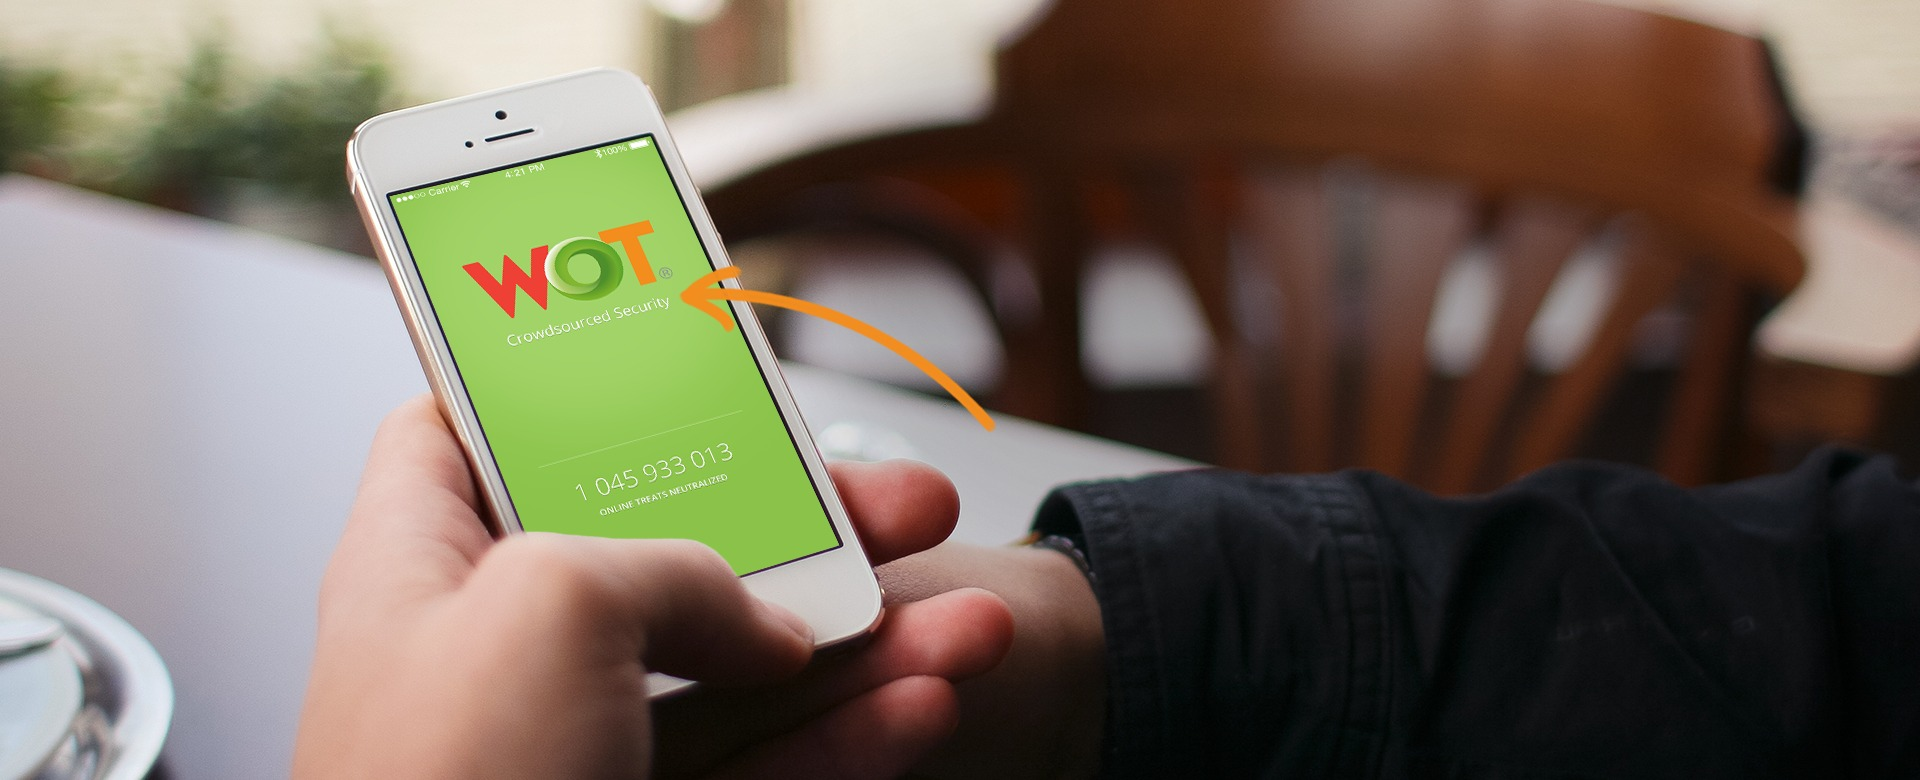 Carrier 4:21 PM 100%
WOT®
Crowdsourced Security
1 045 933 013
ONLINE TREATS NEUTRALIZED